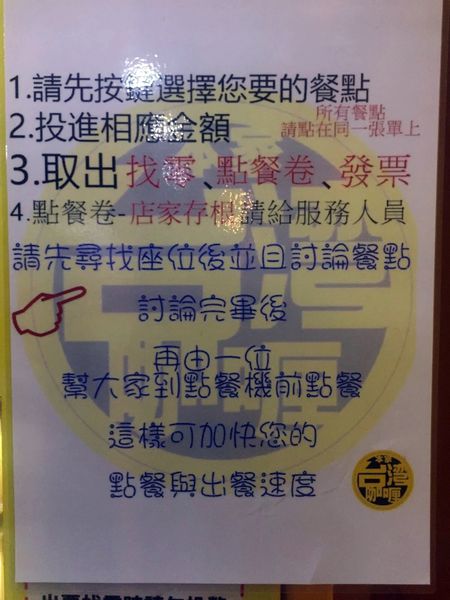 1.請先按鍵選擇您要的餐點
所有餐點
2.投進相應金額
請點在同一張單上
3.取出找零、點餐卷、發票
4.點餐卷-店家存根請給服務人員
請先尋找座位後並且討論餐點
討論完畢後
再由一位
幫大家到點餐機前點餐
這樣可加快您的
點餐與出餐速度
台灣
咖喱